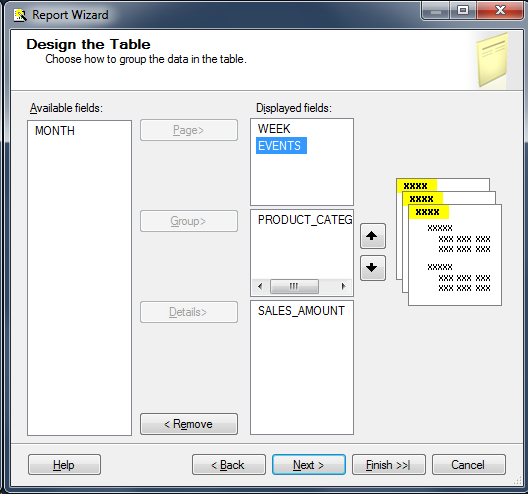 Report Wizard
Design the Table
Choose how to group the data in the table.
Available fields:
Displayed fields:
MONTH
Page>
WEEK
EVENTS
Group>
PRODUCT_CATEG
Details>
SALES_AMOUNT
< Remove
xxxx
xxxx
xxxx
xxxxx
xxx xxx xxx
xxx xxx xxx
xxxxx
xxx xxx xxx
xxx xxx xxx
Help
< Back
Next >
Finish >>|
Cancel